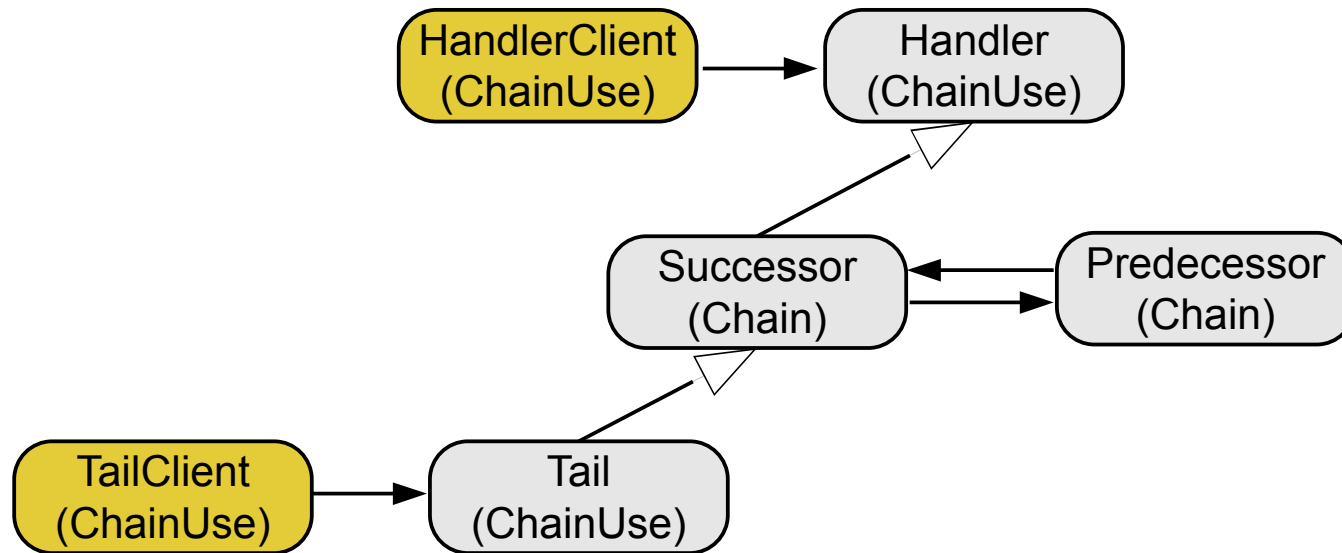 HandlerClient
(ChainUse)
Handler
(ChainUse)
Successor
(Chain)
Predecessor
(Chain)
TailClient
(ChainUse)
Tail
(ChainUse)